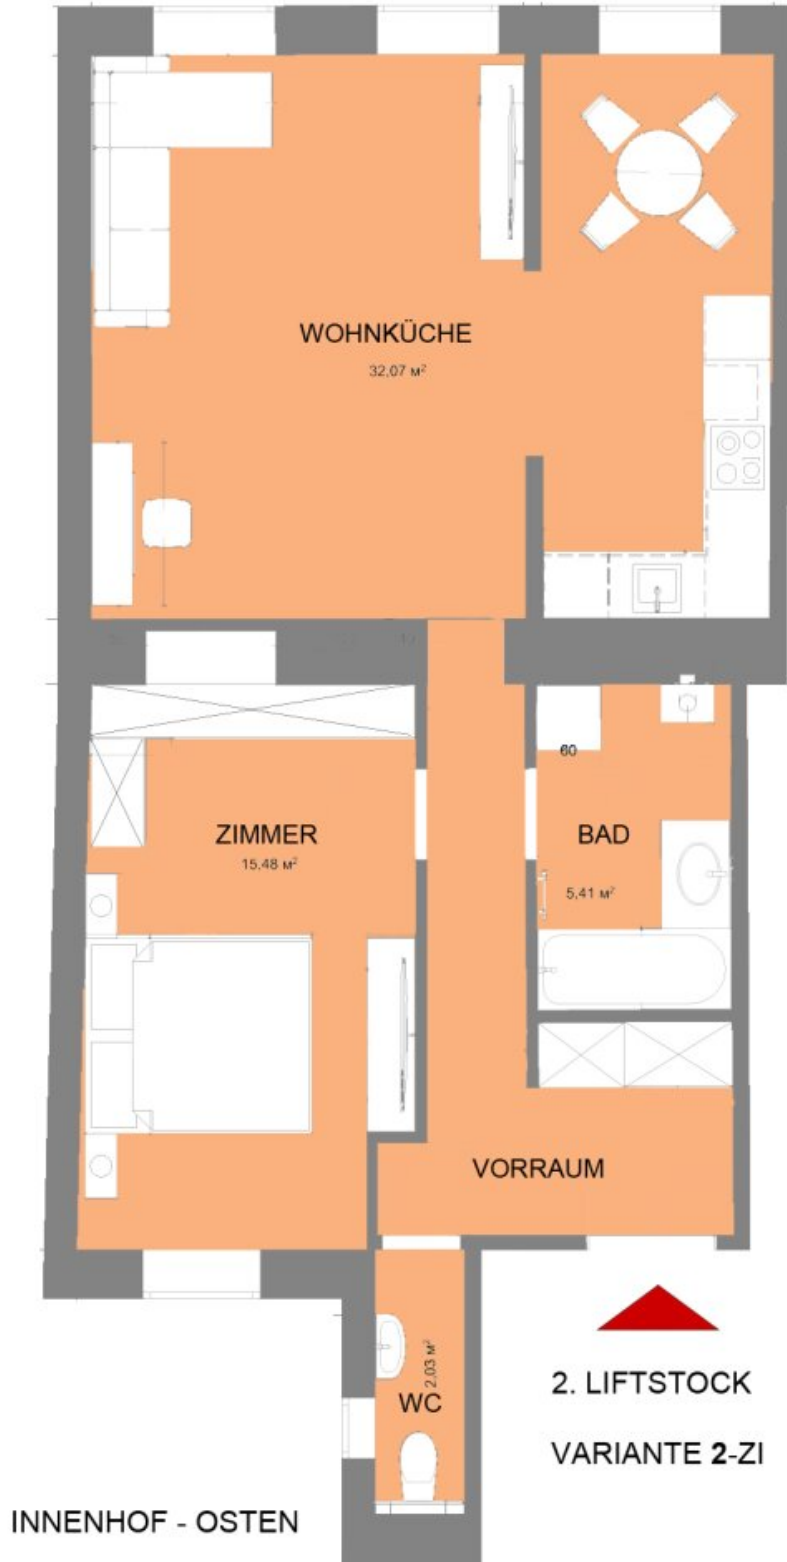 WOHNKÜCHE
32,07 м²
ZIMMER
15.48 м²
60
BAD
5,41 м²
VORRAUM
2,03 м²
WC
2. LIFTSTOCK
VARIANTE 2-ZI
INNENHOF - OSTEN